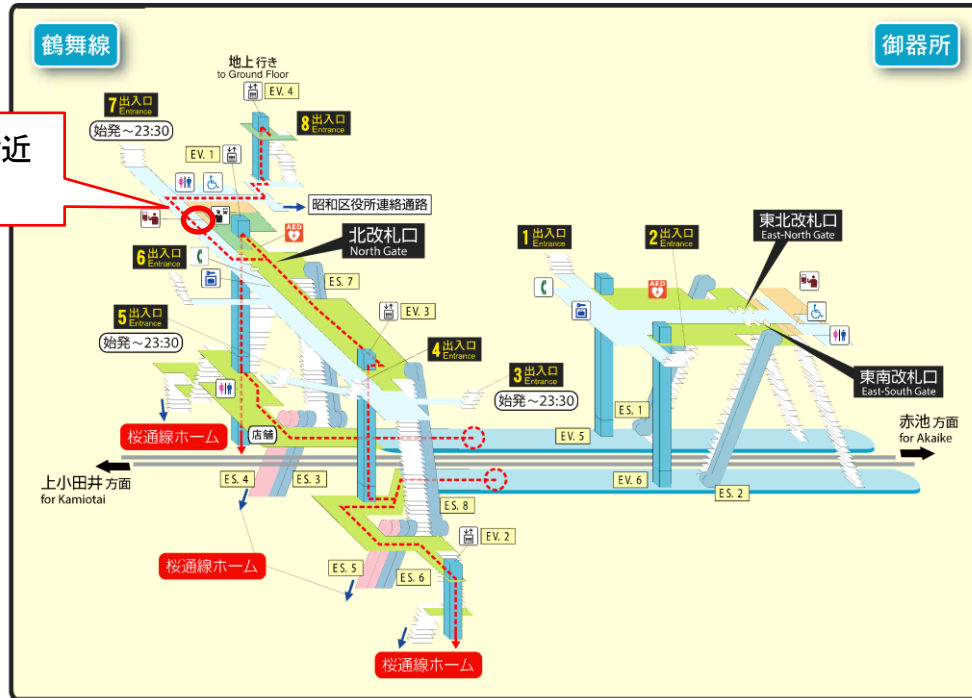 鶴舞線
御器所
地上行き
to Ground Floor
EV. 4
7 出入口
Entrance
始発～23:30
8 出入口
Entrance
近
EV. 1
昭和区役所連絡通路
AED
北改札口
North Gate
6 出入口
Entrance
ES. 7
1 出入口
Entrance
2 出入口
Entrance
東北改札口
East-North Gate
AED
5 出入口
Entrance
始発～23:30
EV. 3
4 出入口
Entrance
3 出入口
Entrance
始発～23:30
東南改札口
East-South Gate
ES. 1
桜通線ホーム
店舗
EV. 5
赤池方面
for Akaike
上小田井方面
for Kamiotai
ES. 4
ES. 3
EV. 6
ES. 2
ES. 8
EV. 2
桜通線ホーム
ES. 5
ES. 6
桜通線ホーム